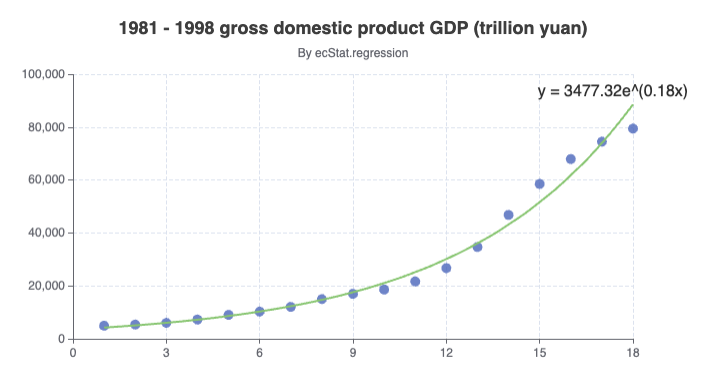 1981 - 1998 gross domestic product GDP (trillion yuan)
By ecStat.regression
100,000
y = 3477.32e^(0.18x)
80,000
60,000
40,000
20,000
0
0 3 6 9 12 15 18